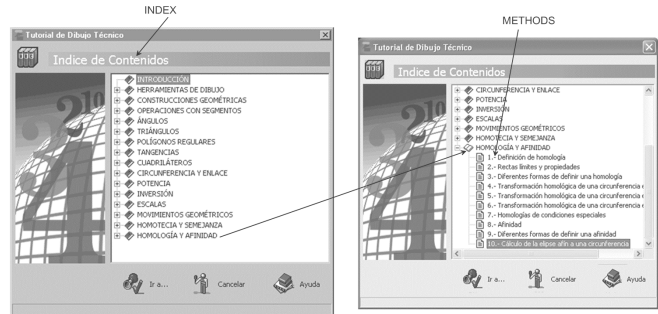 INDEX
METHODS
Tutorial de Dibujo Técnico
Indice de Contenidos
INTRODUCCIÓN
HERRAMIENTAS DE DIBUJO
CONSTRUCCIONES GEOMÉTRICAS
OPERACIONES CON SEGMENTOS
ÁNGULOS
TRIÁNGULOS
POLÍGONOS REGULARES
TANGENCIAS
CUADRILÁTEROS
CIRCUNFERENCIA Y ENLACE
POTENCIA
INVERSIÓN
ESCALAS
MOVIMIENTOS GEOMÉTRICOS
HOMOTECIA Y SEMEJANZA
HOMOLOGÍA Y AFINIDAD
Ir a...
Cancelar
Ayuda
Tutorial de Dibujo Técnico
Indice de Contenidos
CIRCUNFERENCIA Y ENLACE
POTENCIA
INVERSIÓN
ESCALAS
MOVIMIENTOS GEOMÉTRICOS
HOMOTECIA Y SEMEJANZA
HOMOLOGÍA Y AFINIDAD
1.- Definición de homología
2.- Rectas límites y propiedades
3.- Diferentes formas de definir una homología
4.- Transformación homológica de una circunferencia e
5.- Transformación homológica de una circunferencia e
6.- Transformación homológica de una circunferencia e
7.- Homologías de condiciones especiales
8.- Afinidad
9.- Diferentes formas de definir una afinidad
10.- Cálculo de la elipse afín a una circunferencia
Ir a...
Cancelar
Ayuda